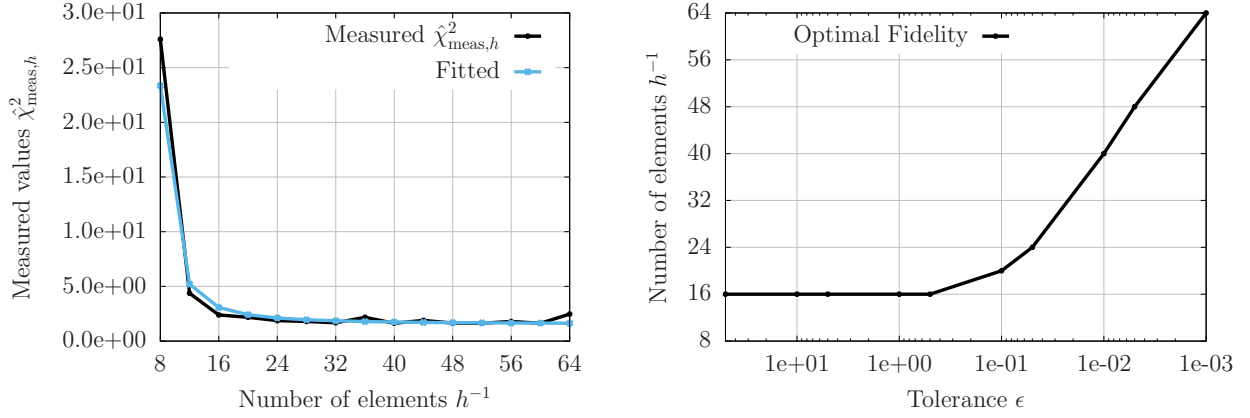 3.0e+01
2.5e+01
2.0e+01
1.5e+01
1.0e+01
5.0e+00
0.0e+00
8 16 24 32 40 48 56 64
Number of elements h⁻¹
Measured values χ̂²meas,h
Measured χ̂²meas,h
Fitted
64
56
48
40
32
24
16
8
1e+01 1e+00 1e-01 1e-02 1e-03
Tolerance ϵ
Number of elements h⁻¹
Optimal Fidelity